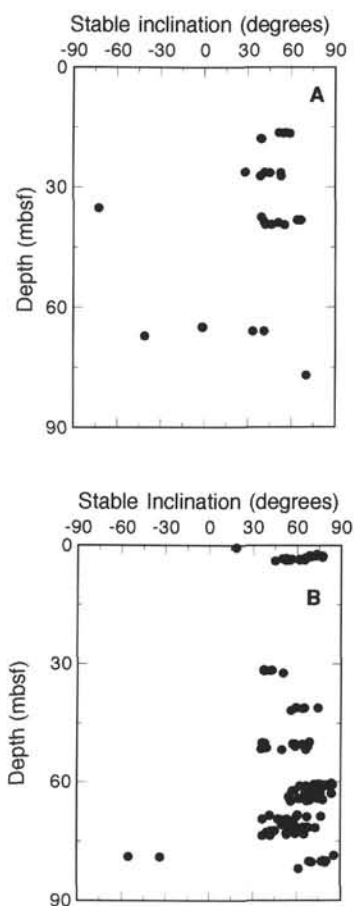 Stable inclination (degrees)
-90 -60 -30 0 30 60 90
A
0
30
60
90
Depth (mbsf)
Stable Inclination (degrees)
-90 -60 -30 0 30 60 90
B
0
30
60
90
Depth (mbsf)